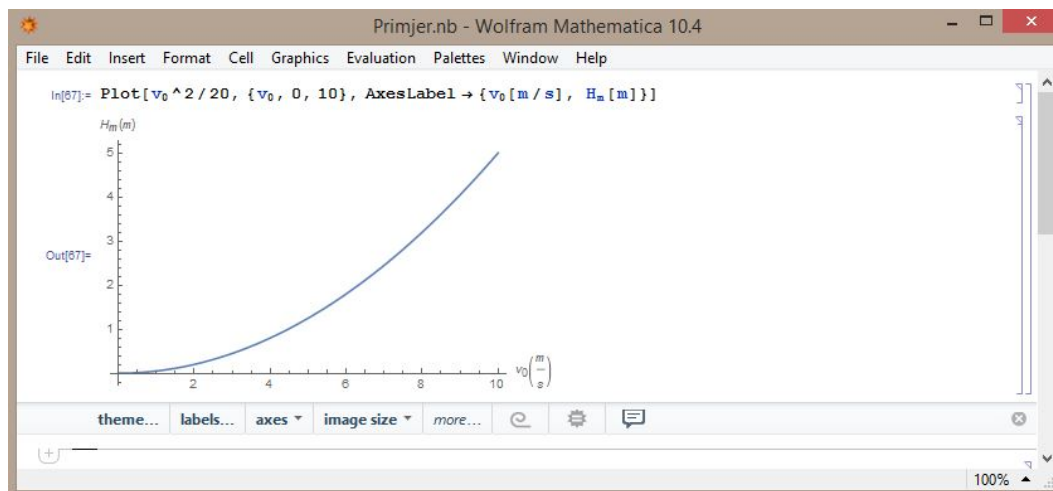 Primjer.nb - Wolfram Mathematica 10.4
File Edit Insert Format Cell Graphics Evaluation Palettes Window Help
In[67]:= Plot[v₀^2/20, {v₀, 0, 10}, AxesLabel → {v₀[m/s], Hₘ[m]}]
Hₘ(m)
5
4
3
Out[67]=
2
1
2 4 6 8 10 v₀(m/s)
theme... labels... axes image size more...
100%